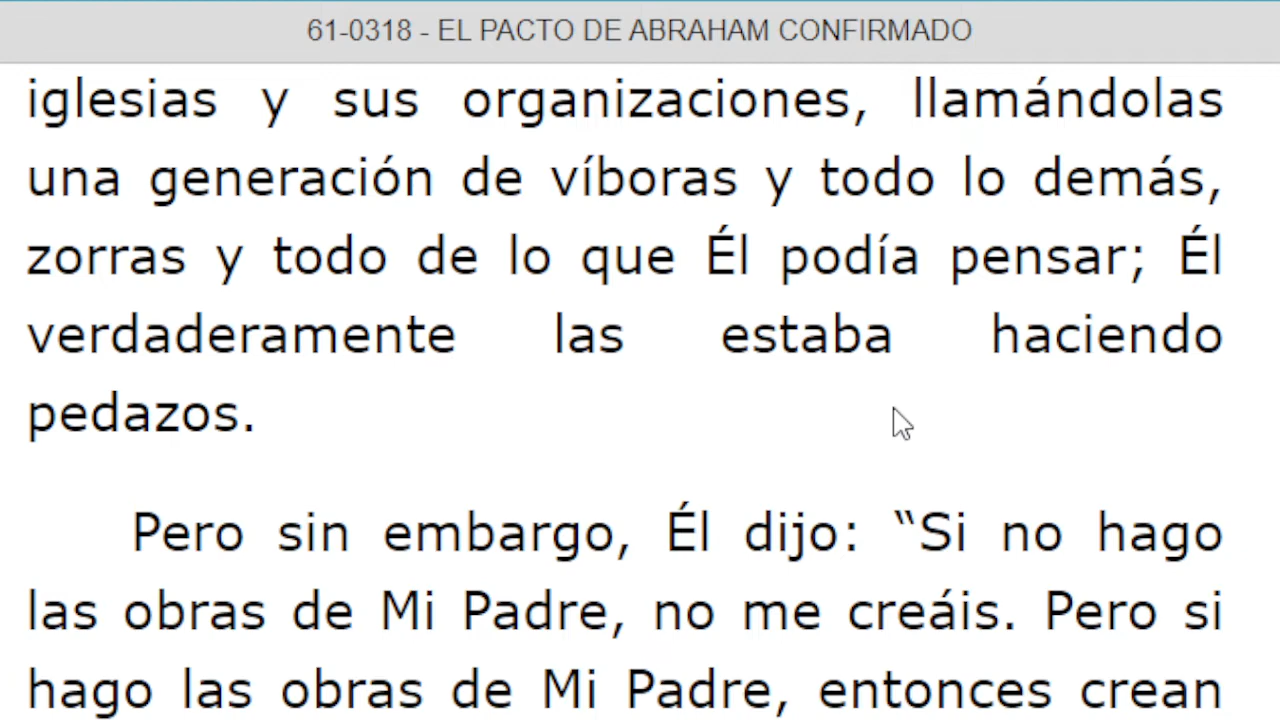 61-0318 - EL PACTO DE ABRAHAM CONFIRMADO
iglesias y sus organizaciones, llamándolas
una generación de víboras y todo lo demás,
zorras y todo de lo que Él podía pensar; Él
verdaderamente las estaba haciendo
pedazos.
Pero sin embargo, Él dijo: “Si no hago
las obras de Mi Padre, no me creáis. Pero si
hago las obras de Mi Padre, entonces crean